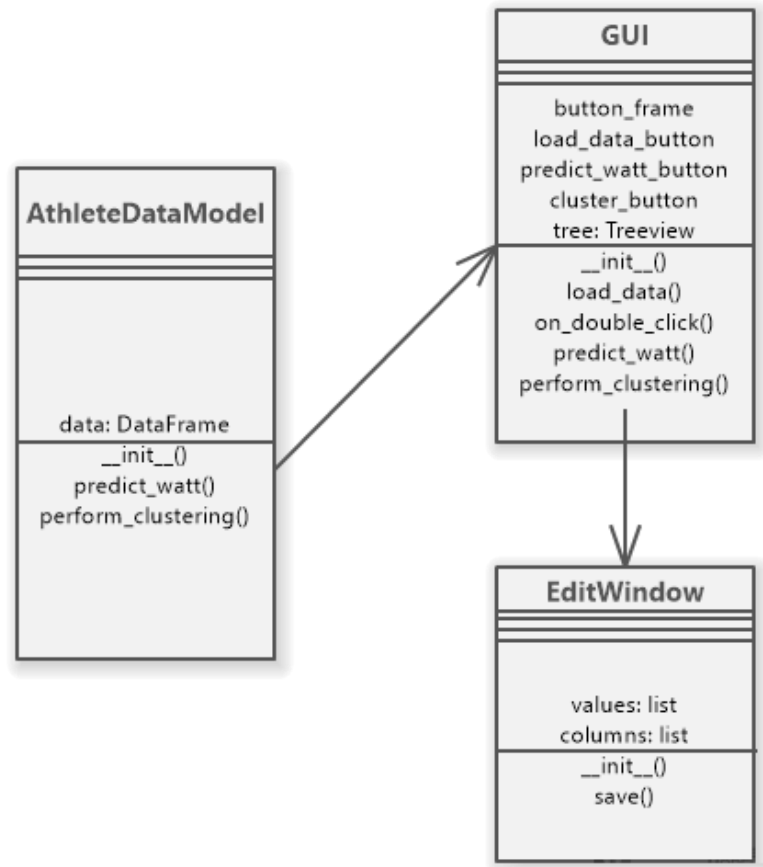 AthleteDataModel
data: DataFrame
__init__()
predict_watt()
perform_clustering()
GUI
button_frame
load_data_button
predict_watt_button
cluster_button
tree: Treeview
__init__()
load_data()
on_double_click()
predict_watt()
perform_clustering()
EditWindow
values: list
columns: list
__init__()
save()